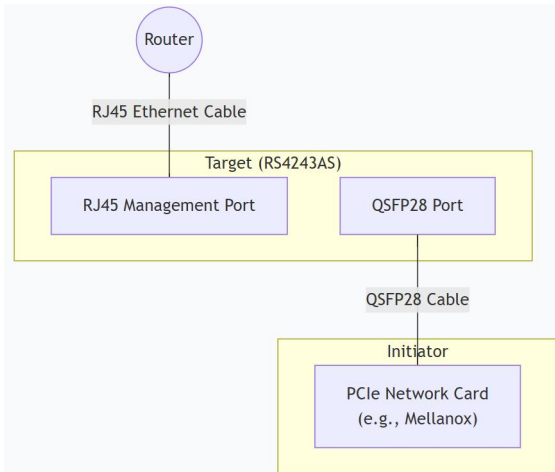 Router
RJ45 Ethernet Cable
Target (RS4243AS)
RJ45 Management Port
QSFP28 Port
QSFP28 Cable
Initiator
PCIe Network Card
(e.g., Mellanox)